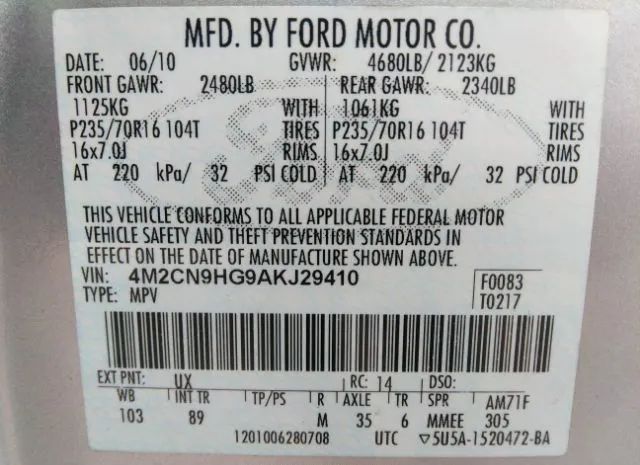 MFD. BY FORD MOTOR CO.
DATE: 06/10 GVWR: 4680LB/ 2123KG
FRONT GAWR: 2480LB REAR GAWR: 2340LB
1125KG WITH 1061KG WITH
P235/70R16 104T TIRES P235/70R16 104T TIRES
16x7.0J RIMS 16x7.0J RIMS
AT 220 kPa/ 32 PSI COLD AT 220 kPa/ 32 PSI COLD
THIS VEHICLE CONFORMS TO ALL APPLICABLE FEDERAL MOTOR
VEHICLE SAFETY AND THEFT PREVENTION STANDARDS IN
EFFECT ON THE DATE OF MANUFACTURE SHOWN ABOVE.
VIN: 4M2CN9HG9AKJ29410 F0083
TYPE: MPV T0217
EXT PNT: UX RC: 14 DSO:
WB INT TR TP/PS R AXLE TR SPR AM71F
103 89 M 35 6 MMEE 305
1201006280708 UTC ▽5U5A-1520472-BA